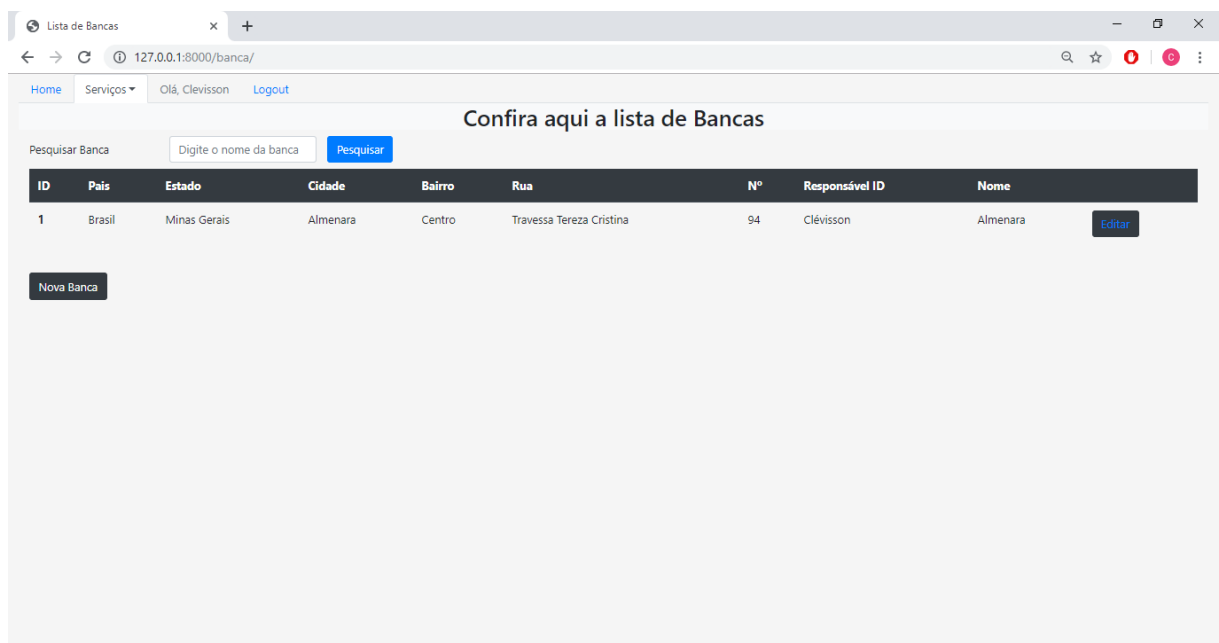 Lista de Bancas
127.0.0.1:8000/banca/
C
Home Serviços Olá, Clevisson Logout
Confira aqui a lista de Bancas
Pesquisar Banca Digite o nome da banca Pesquisar
ID Pais Estado Cidade Bairro Rua Nº Responsável ID Nome
1 Brasil Minas Gerais Almenara Centro Travessa Tereza Cristina 94 Clévisson Almenara Editar
Nova Banca